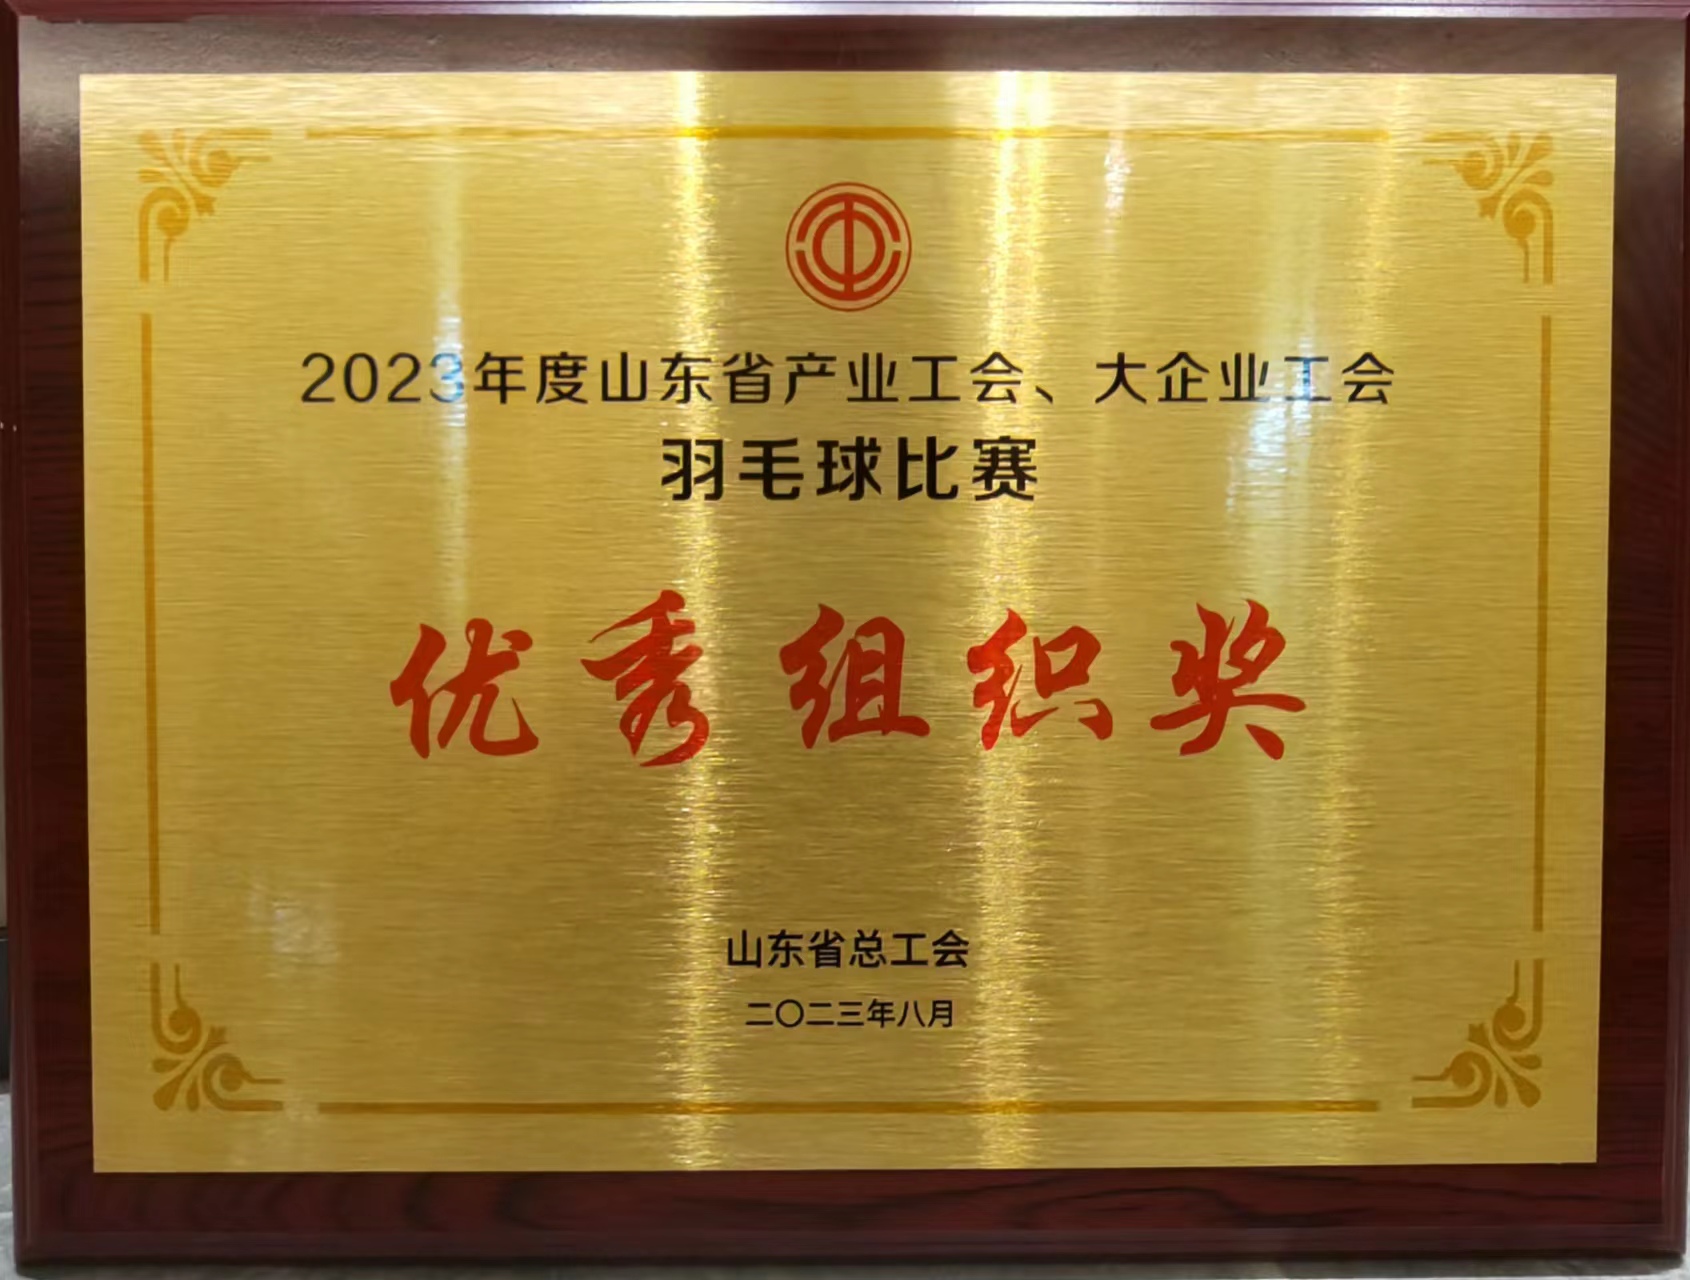 2023年度山东省产业工会、大企业工会
羽毛球比赛
优秀组织奖
山东省总工会
二〇二三年八月